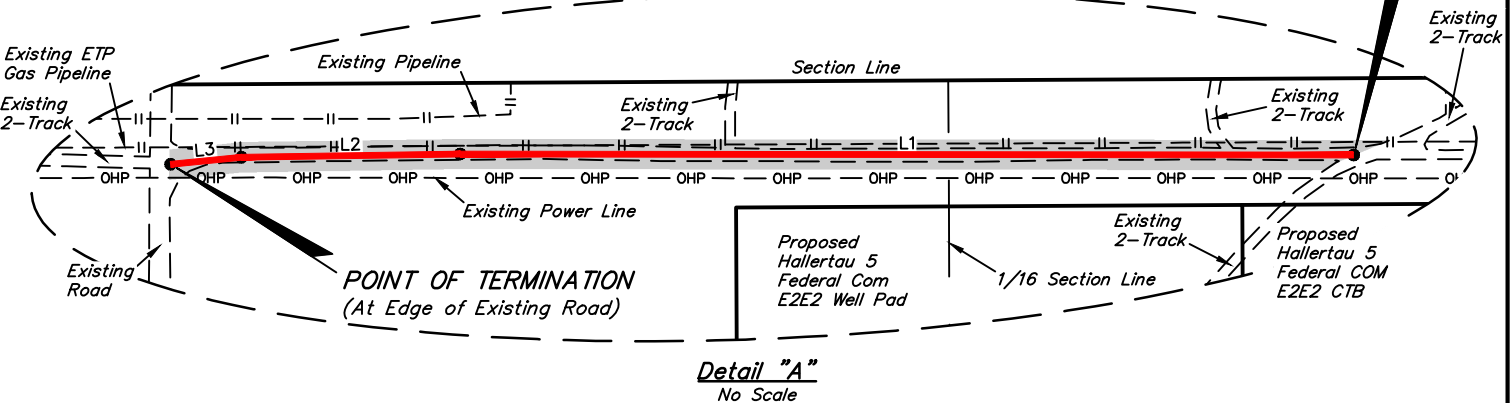 Existing
2-Track
Existing ETP
Gas Pipeline
Existing Pipeline
Section Line
Existing
2-Track
Existing
2-Track
Existing
2-Track
L3
L2
L1
OHP OHP OHP OHP OHP OHP OHP OHP OHP OHP OHP OHP OHP OHP
Existing Power Line
Existing
Road
POINT OF TERMINATION
(At Edge of Existing Road)
Proposed
Hallertau 5
Federal Com
E2E2 Well Pad
1/16 Section Line
Existing
2-Track
Proposed
Hallertau 5
Federal COM
E2E2 CTB
Detail "A"
No Scale